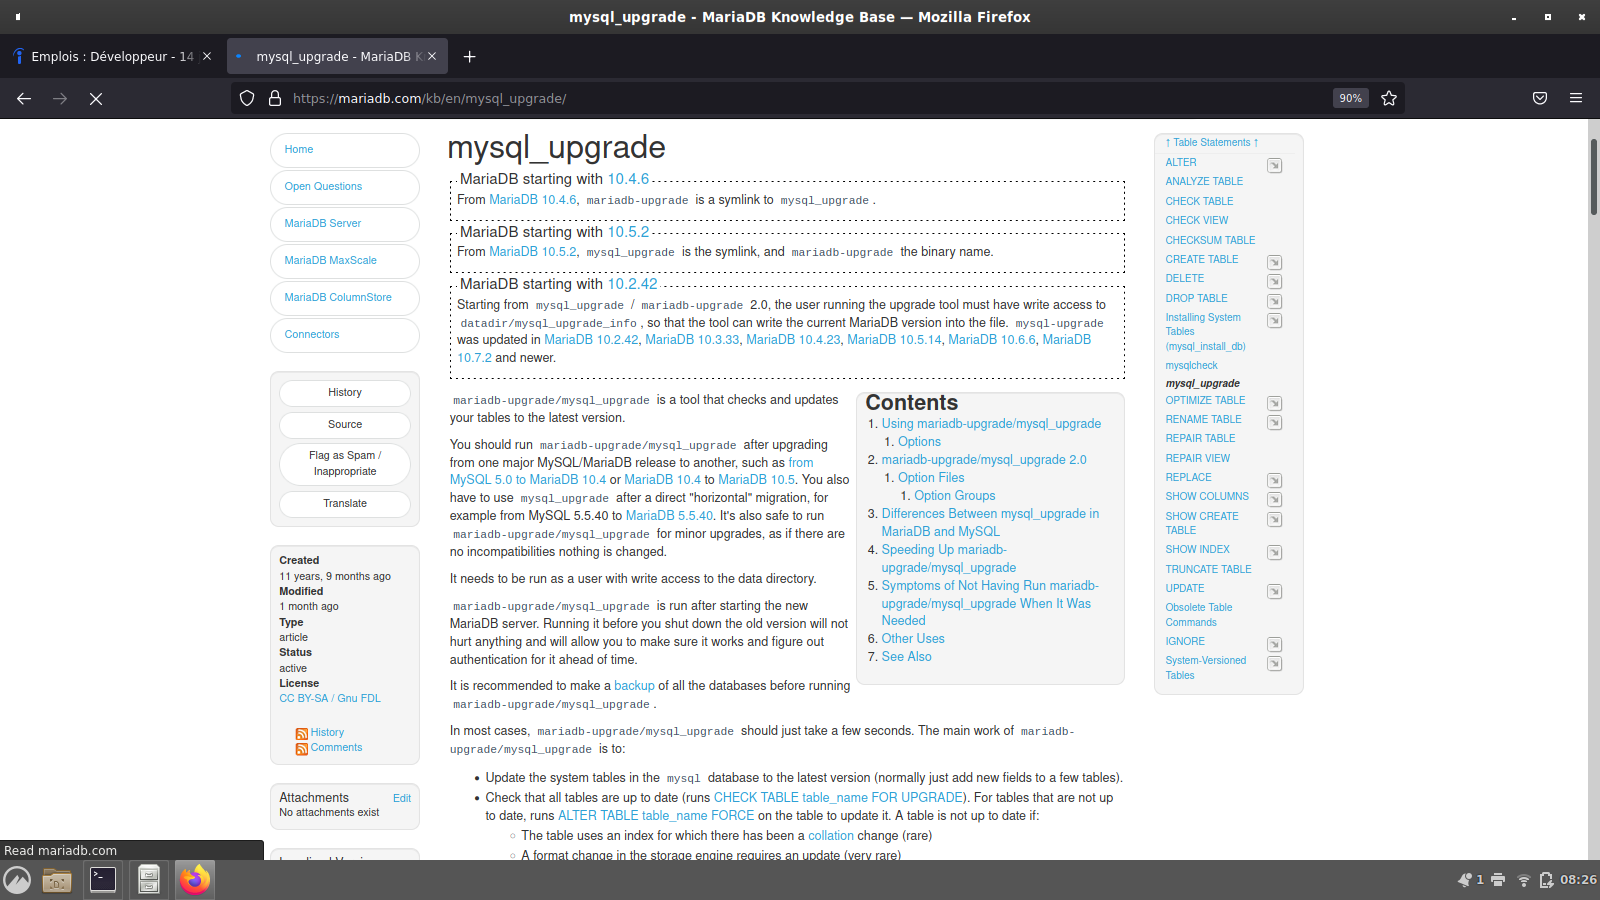 mysql_upgrade - MariaDB Knowledge Base — Mozilla Firefox
Emplois : Développeur - 14
mysql_upgrade - MariaDB K
https://mariadb.com/kb/en/mysql_upgrade/
90%
Home
Open Questions
MariaDB Server
MariaDB MaxScale
MariaDB ColumnStore
Connectors
History
Source
Flag as Spam /
Inappropriate
Translate
Created
11 years, 9 months ago
Modified
1 month ago
Type
article
Status
active
License
CC BY-SA / Gnu FDL
History
Comments
Attachments Edit
No attachments exist
mysql_upgrade
MariaDB starting with 10.4.6
From MariaDB 10.4.6, mariadb-upgrade is a symlink to mysql_upgrade.
MariaDB starting with 10.5.2
From MariaDB 10.5.2, mysql_upgrade is the symlink, and mariadb-upgrade the binary name.
MariaDB starting with 10.2.42
Starting from mysql_upgrade / mariadb-upgrade 2.0, the user running the upgrade tool must have write access to
datadir/mysql_upgrade_info, so that the tool can write the current MariaDB version into the file. mysql-upgrade
was updated in MariaDB 10.2.42, MariaDB 10.3.33, MariaDB 10.4.23, MariaDB 10.5.14, MariaDB 10.6.6, MariaDB
10.7.2 and newer.
mariadb-upgrade/mysql_upgrade is a tool that checks and updates
your tables to the latest version.
You should run mariadb-upgrade/mysql_upgrade after upgrading
from one major MySQL/MariaDB release to another, such as from
MySQL 5.0 to MariaDB 10.4 or MariaDB 10.4 to MariaDB 10.5. You also
have to use mysql_upgrade after a direct "horizontal" migration, for
example from MySQL 5.5.40 to MariaDB 5.5.40. It's also safe to run
mariadb-upgrade/mysql_upgrade for minor upgrades, as if there are
no incompatibilities nothing is changed.
It needs to be run as a user with write access to the data directory.
mariadb-upgrade/mysql_upgrade is run after starting the new
MariaDB server. Running it before you shut down the old version will not
hurt anything and will allow you to make sure it works and figure out
authentication for it ahead of time.
It is recommended to make a backup of all the databases before running
mariadb-upgrade/mysql_upgrade.
In most cases, mariadb-upgrade/mysql_upgrade should just take a few seconds. The main work of mariadb-
upgrade/mysql_upgrade is to:
• Update the system tables in the mysql database to the latest version (normally just add new fields to a few tables).
• Check that all tables are up to date (runs CHECK TABLE table_name FOR UPGRADE). For tables that are not up
to date, runs ALTER TABLE table_name FORCE on the table to update it. A table is not up to date if:
◦ The table uses an index for which there has been a collation change (rare)
◦ A format change in the storage engine requires an update (very rare)
Contents
1. Using mariadb-upgrade/mysql_upgrade
1. Options
2. mariadb-upgrade/mysql_upgrade 2.0
1. Option Files
1. Option Groups
3. Differences Between mysql_upgrade in
MariaDB and MySQL
4. Speeding Up mariadb-
upgrade/mysql_upgrade
5. Symptoms of Not Having Run mariadb-
upgrade/mysql_upgrade When It Was
Needed
6. Other Uses
7. See Also
↑ Table Statements ↑
ALTER
ANALYZE TABLE
CHECK TABLE
CHECK VIEW
CHECKSUM TABLE
CREATE TABLE
DELETE
DROP TABLE
Installing System
Tables
(mysql_install_db)
mysqlcheck
mysql_upgrade
OPTIMIZE TABLE
RENAME TABLE
REPAIR TABLE
REPAIR VIEW
REPLACE
SHOW COLUMNS
SHOW CREATE
TABLE
SHOW INDEX
TRUNCATE TABLE
UPDATE
Obsolete Table
Commands
IGNORE
System-Versioned
Tables
Read mariadb.com
1
08:26